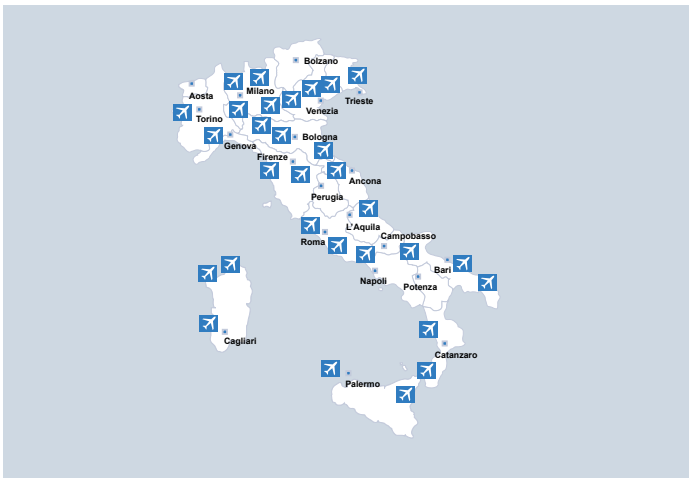 Bolzano
Aosta
Milano
Trieste
Venezia
Torino
Genova
Bologna
Firenze
Ancona
Perugia
L'Aquila
Roma
Campobasso
Napoli
Bari
Potenza
Cagliari
Catanzaro
Palermo